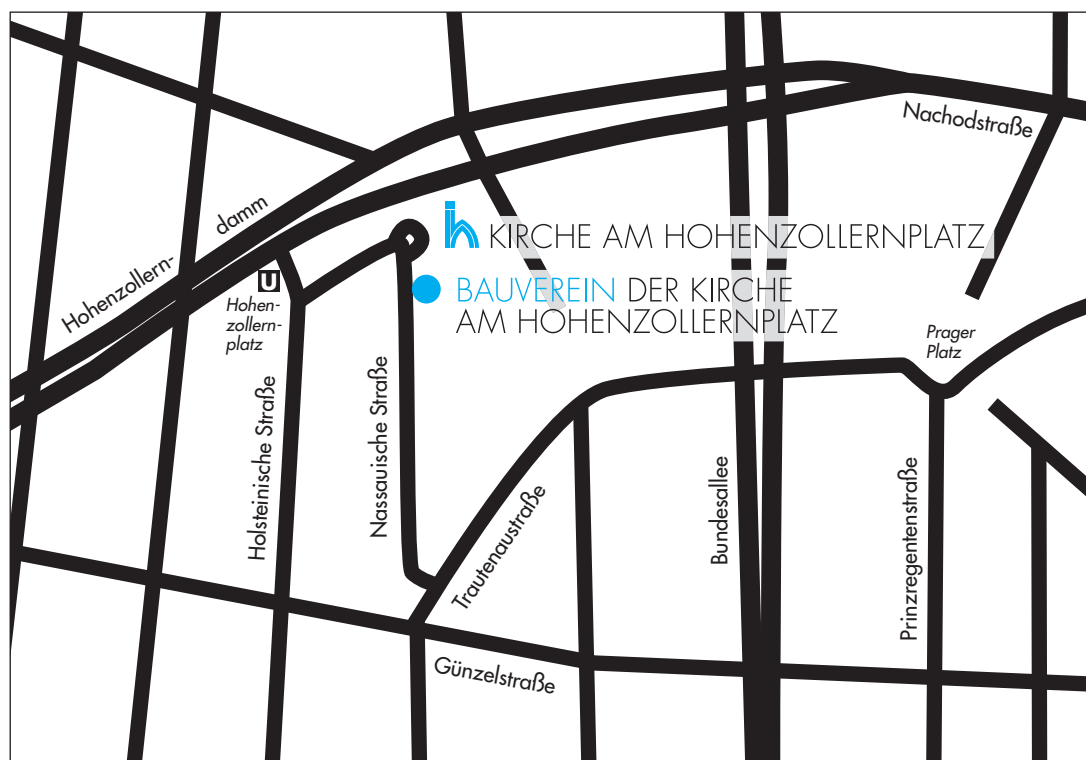 Nachodstraße
damm
Hohenzollern-
h KIRCHE AM HOHENZOLLERNPLATZ
U
Hohen-
zollern-
platz
BAUVEREIN DER KIRCHE
AM HOHENZOLLERNPLATZ
Prager
Platz
Holsteinische Straße
Nassauische Straße
Trautenaustraße
Bundesallee
Prinzregentenstraße
Günzelstraße